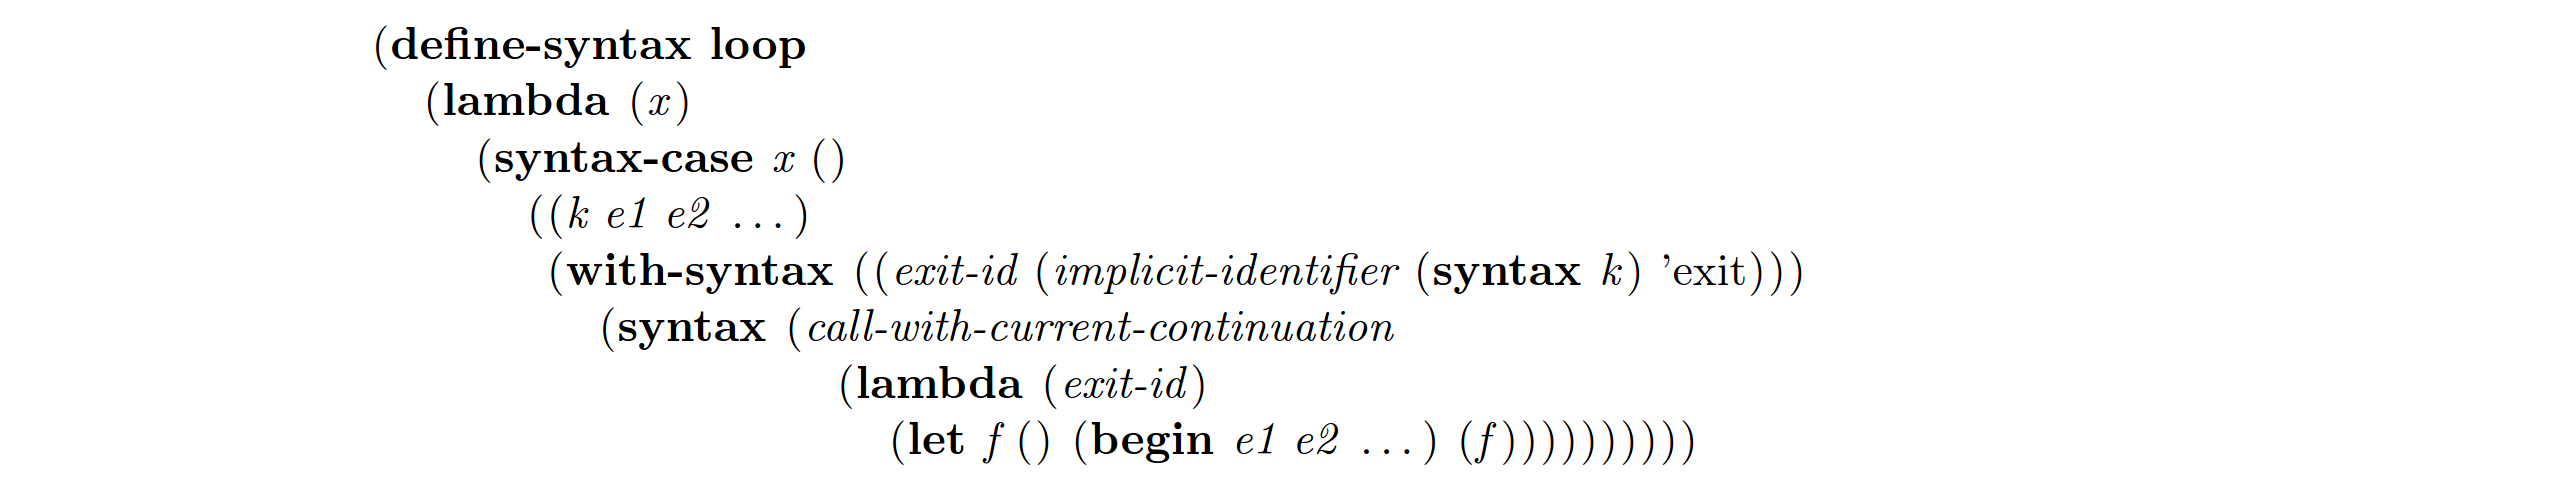 (define-syntax loop
(lambda (x)
(syntax-case x ()
((k e1 e2 ...)
(with-syntax ((exit-id (implicit-identifier (syntax k) ’exit)))
(syntax (call-with-current-continuation
(lambda (exit-id)
(let f () (begin e1 e2 ...) (f))))))))))